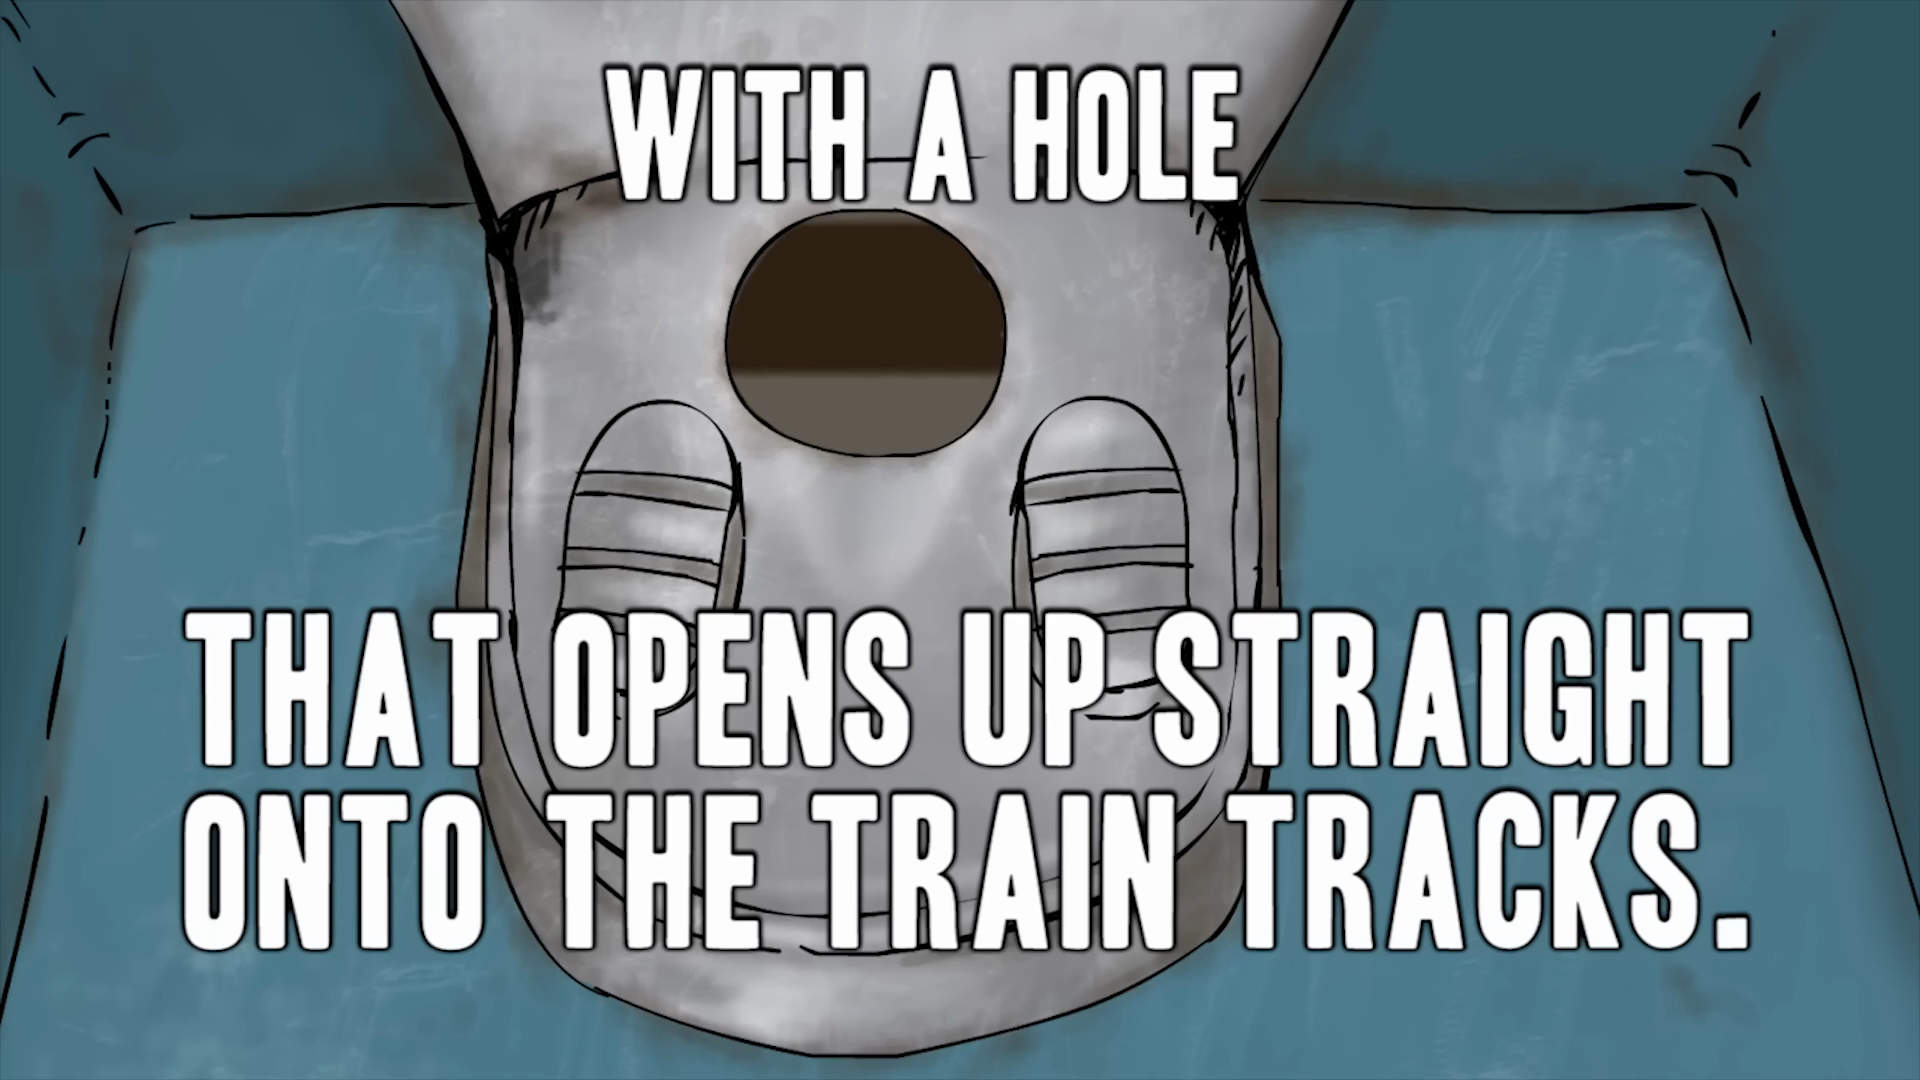 WITH A HOLE
THAT OPENS UP STRAIGHT
ONTO THE TRAIN TRACKS.